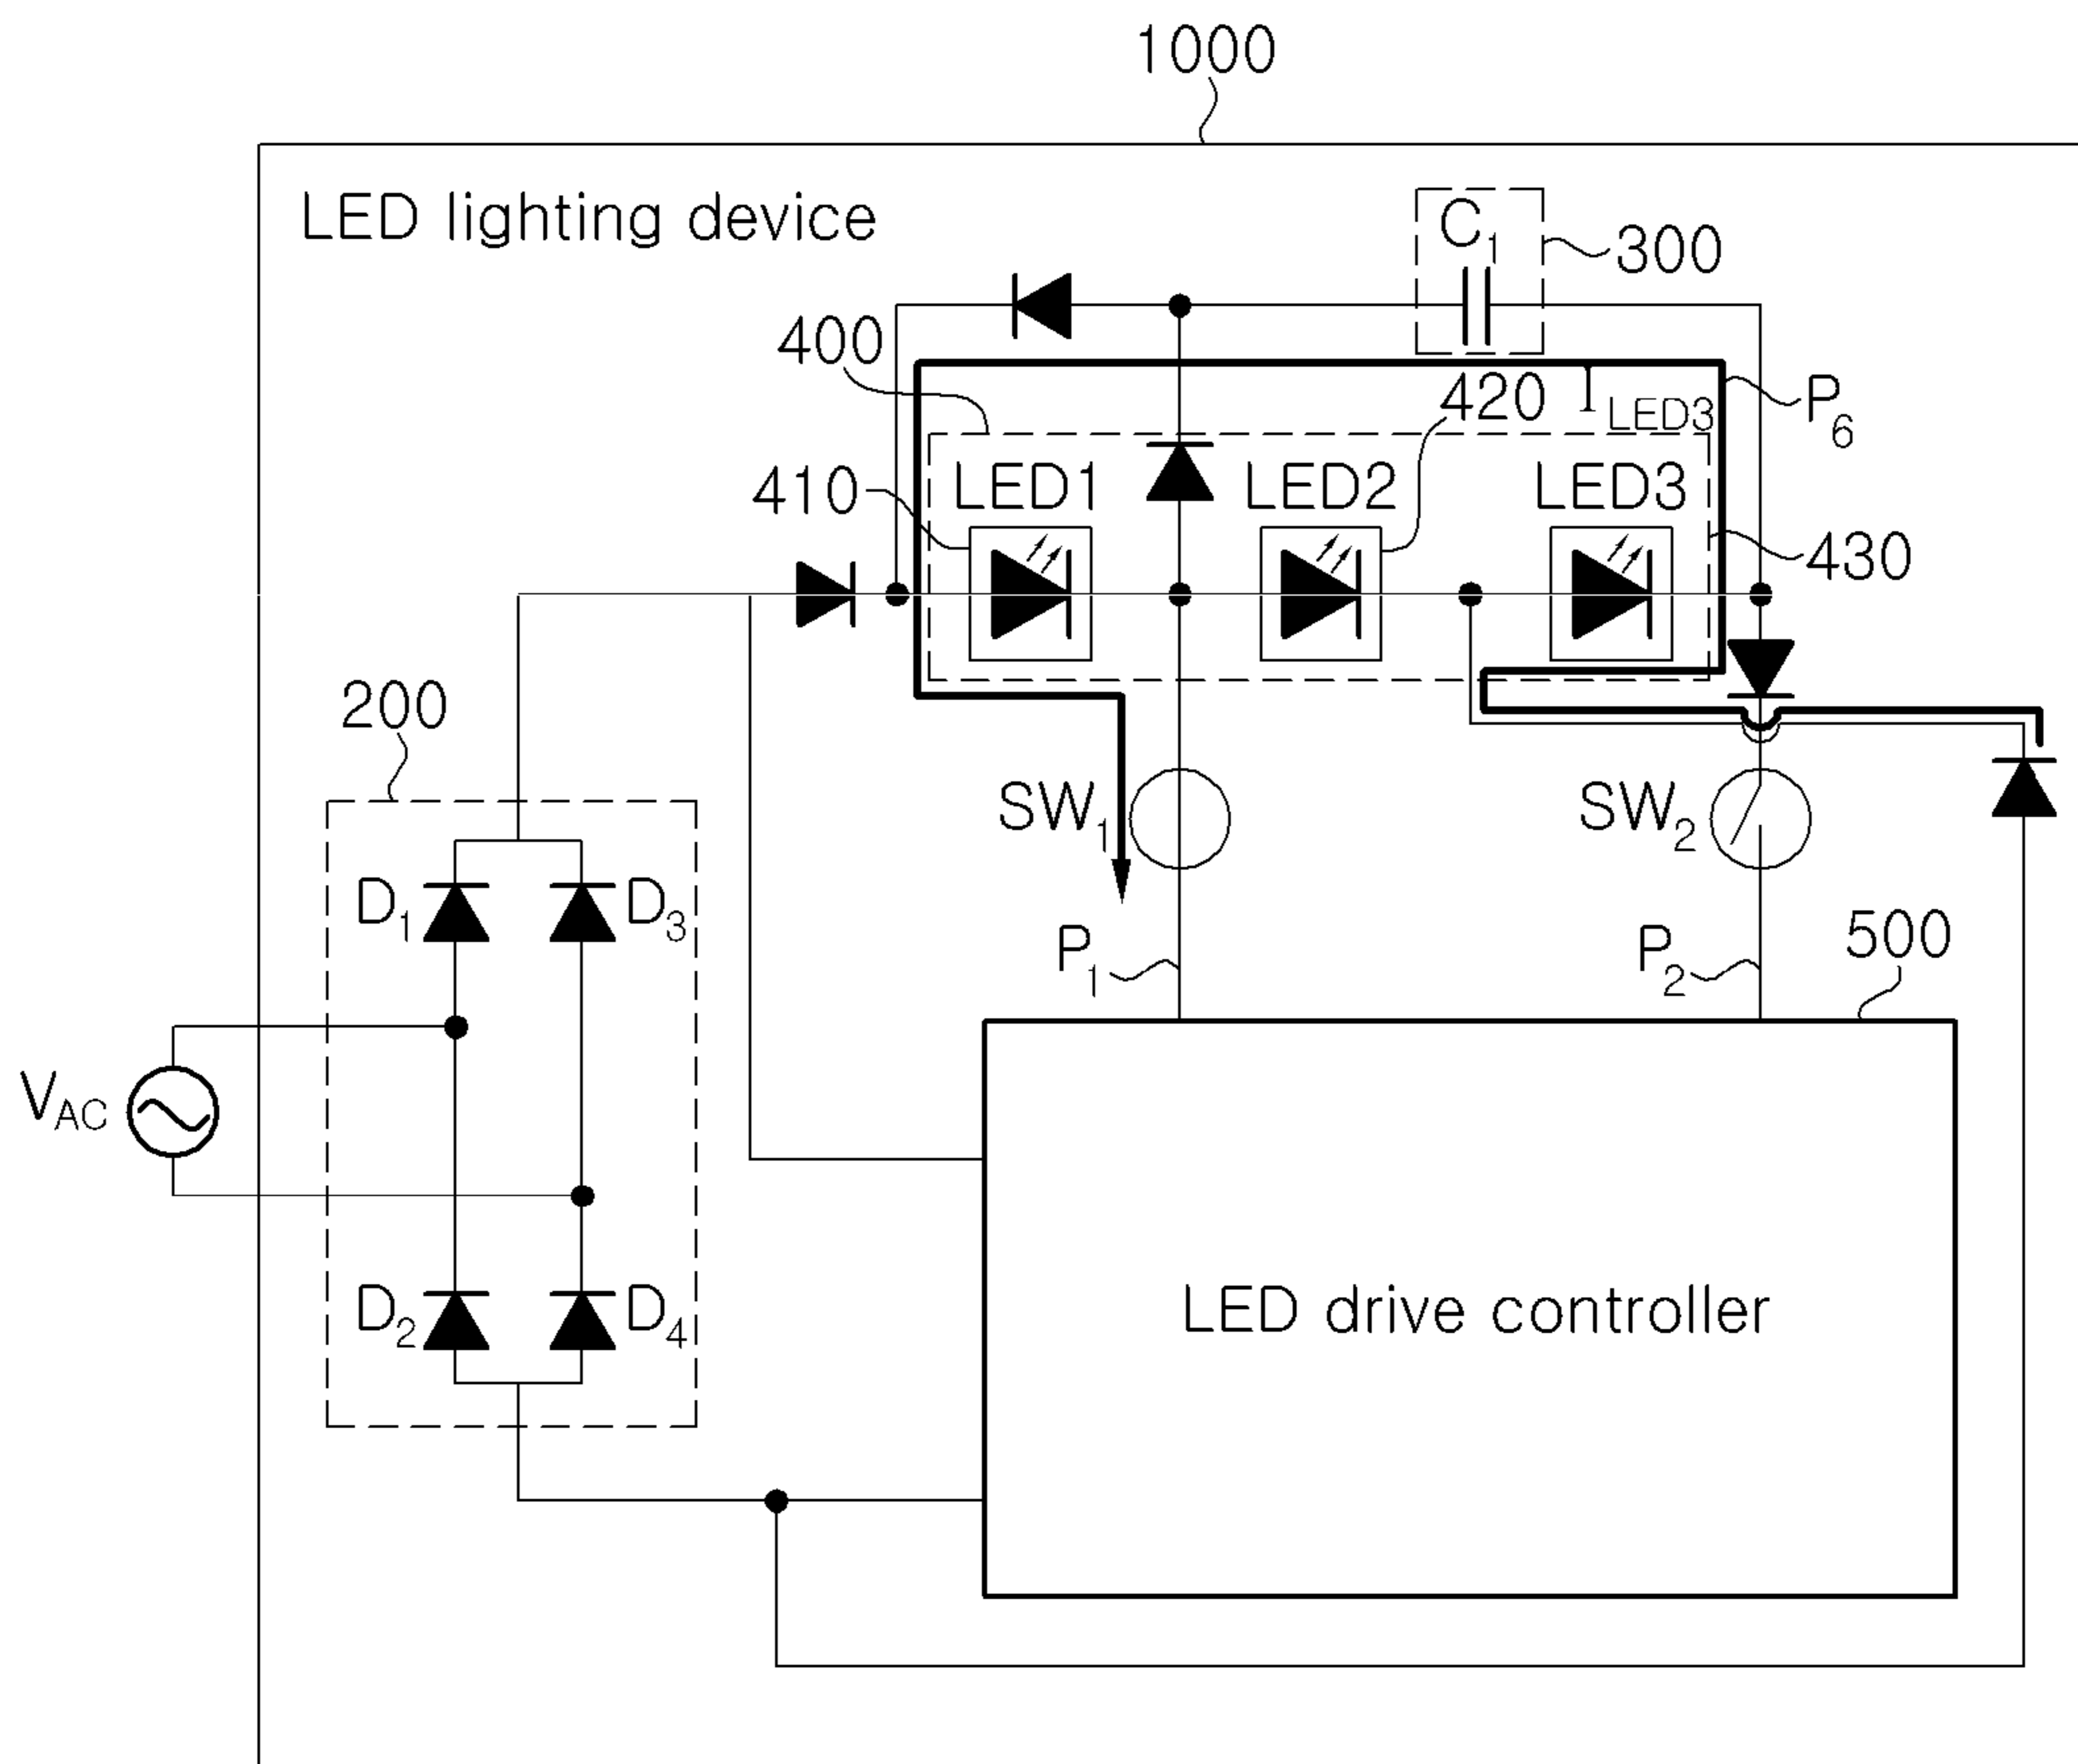 1000
LED lighting device
C1
300
400
ILED3
420
P6
410
LED1
LED2
LED3
430
200
SW1
SW2
D1
D3
P1
P2
500
VAC
D2
D4
LED drive controller